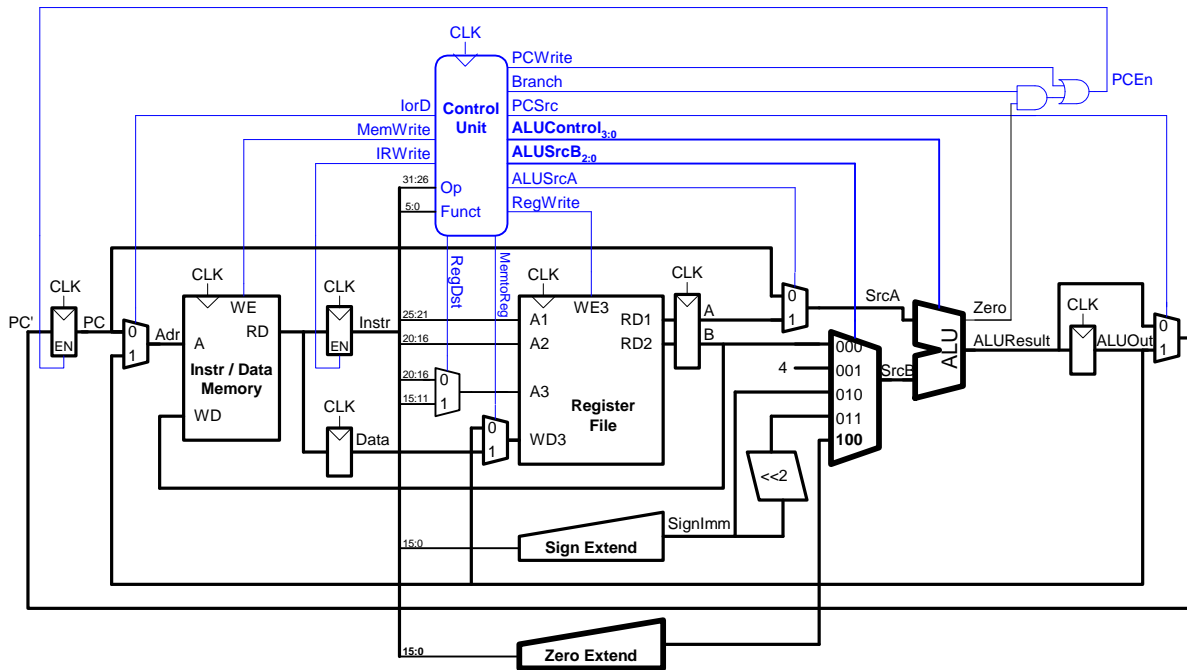 CLK
PCWrite
Branch
PCEn
IorD
Control
Unit
PCSrc
MemWrite
ALUControl3:0
IRWrite
ALUSrcB2:0
31:26
Op
ALUSrcA
5:0
Funct
RegWrite
RegDst
MemtoReg
CLK
CLK
CLK
CLK
CLK
CLK
PC'
PC
EN
0
1
Adr
WE
RD
A
Instr / Data
Memory
WD
EN
Instr
25:21
20:16
20:16
15:11
0
1
WE3
A1
A2
A3
WD3
RD1
RD2
Register
File
0
1
CLK
Data
A
B
0
1
SrcA
4
000
001
010
011
100
SrcB
<<2
ALU
Zero
ALUResult
ALUOut
0
1
15:0
Sign Extend
SignImm
15:0
Zero Extend